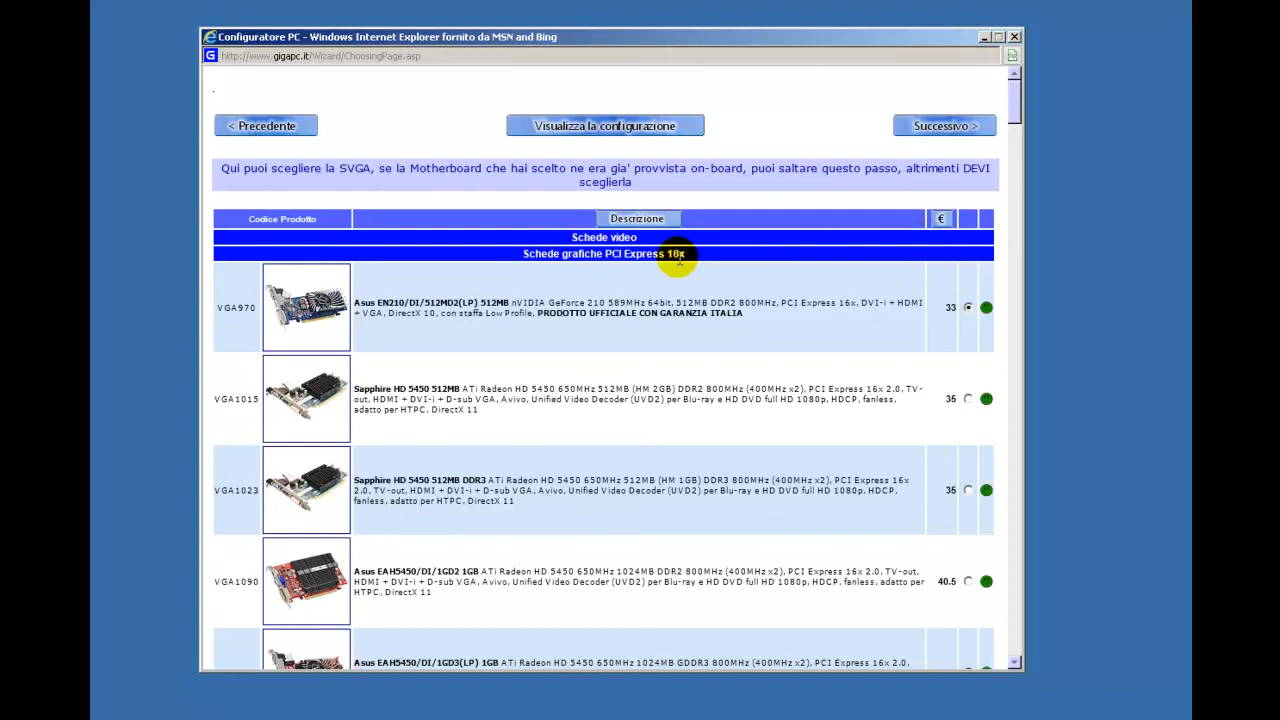 Configuratore PC - Windows Internet Explorer fornito da MSN and Bing
http://www.gigapc.it/Wizard/ChoosingPage.asp
< Precedente
Visualizza la configurazione
Successivo >
Qui puoi scegliere la SVGA, se la Motherboard che hai scelto ne era gia' provvista on-board, puoi saltare questo passo, altrimenti DEVI
sceglierla
Codice Prodotto
Descrizione
€
Schede video
Schede grafiche PCI Express 16x
VGA970
Asus EN210/DI/512MD2(LP) 512MB nVIDIA GeForce 210 589MHz 64bit, 512MB DDR2 800MHz, PCI Express 16x, DVI-i + HDMI
+ VGA, DirectX 10, con staffa Low Profile, PRODOTTO UFFICIALE CON GARANZIA ITALIA
33
VGA1015
Sapphire HD 5450 512MB ATi Radeon HD 5450 650MHz 512MB (HM 2GB) DDR2 800MHz (400MHz x2), PCI Express 16x 2.0, TV-
out, HDMI + DVI-i + D-sub VGA, Avivo, Unified Video Decoder (UVD2) per Blu-ray e HD DVD full HD 1080p, HDCP, fanless,
adatto per HTPC, DirectX 11
35
VGA1023
Sapphire HD 5450 512MB DDR3 ATi Radeon HD 5450 650MHz 512MB (HM 1GB) DDR3 800MHz (400MHz x2), PCI Express 16x
2.0, TV-out, HDMI + DVI-i + D-sub VGA, Avivo, Unified Video Decoder (UVD2) per Blu-ray e HD DVD full HD 1080p, HDCP,
fanless, adatto per HTPC, DirectX 11
35
VGA1090
Asus EAH5450/DI/1GD2 1GB ATi Radeon HD 5450 650MHz 1024MB DDR2 800MHz (400MHz x2), PCI Express 16x 2.0, TV-out,
HDMI + DVI-i + D-sub VGA, Avivo, Unified Video Decoder (UVD2) per Blu-ray e HD DVD full HD 1080p, HDCP, fanless, adatto per
HTPC, DirectX 11
40.5
Asus EAH5450/DI/1GD3(LP) 1GB ATi Radeon HD 5450 650MHz 1024MB GDDR3 800MHz (400MHz x2), PCI Express 16x 2.0,